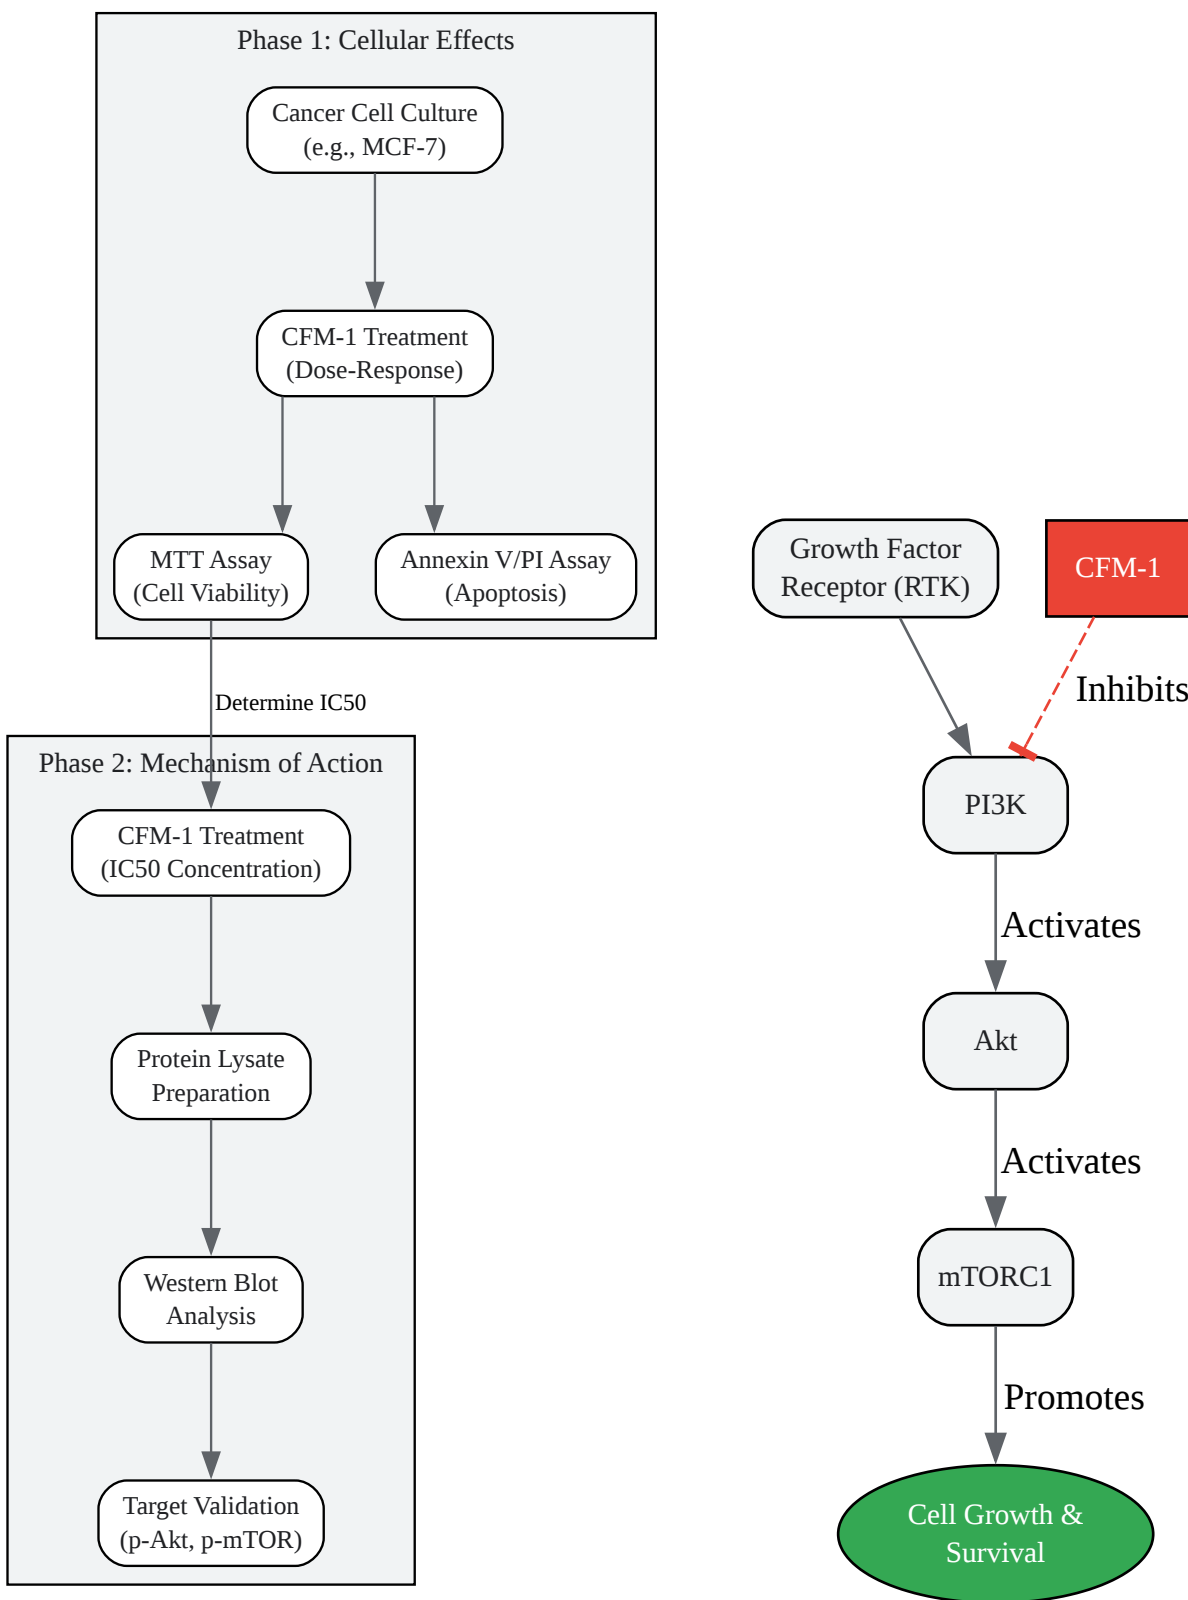 Phase 1: Cellular Effects
Cancer Cell Culture
(e.g., MCF-7)
CFM-1 Treatment
(Dose-Response)
MTT Assay
(Cell Viability)
Annexin V/PI Assay
(Apoptosis)
Determine IC50
Phase 2: Mechanism of Action
CFM-1 Treatment
(IC50 Concentration)
Protein Lysate
Preparation
Western Blot
Analysis
Target Validation
(p-Akt, p-mTOR)
Growth Factor
Receptor (RTK)
CFM-1
Inhibits
PI3K
Activates
Akt
Activates
mTORC1
Promotes
Cell Growth &
Survival